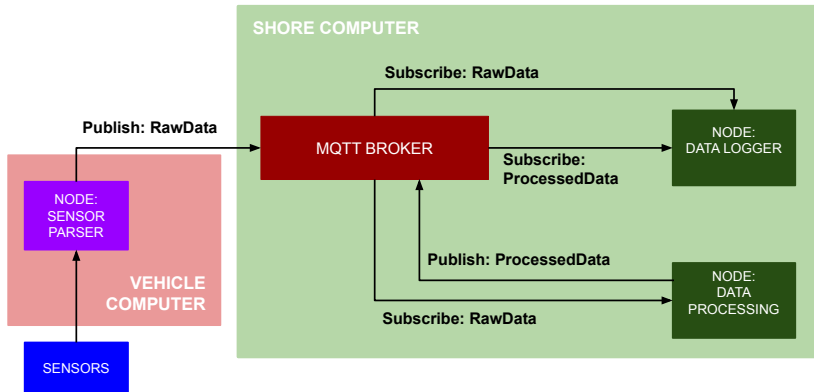 SHORE COMPUTER
Subscribe: RawData
Publish: RawData
MQTT BROKER
NODE:
DATA LOGGER
Subscribe:
ProcessedData
NODE:
SENSOR
PARSER
Publish: ProcessedData
VEHICLE
COMPUTER
NODE:
DATA
PROCESSING
Subscribe: RawData
SENSORS